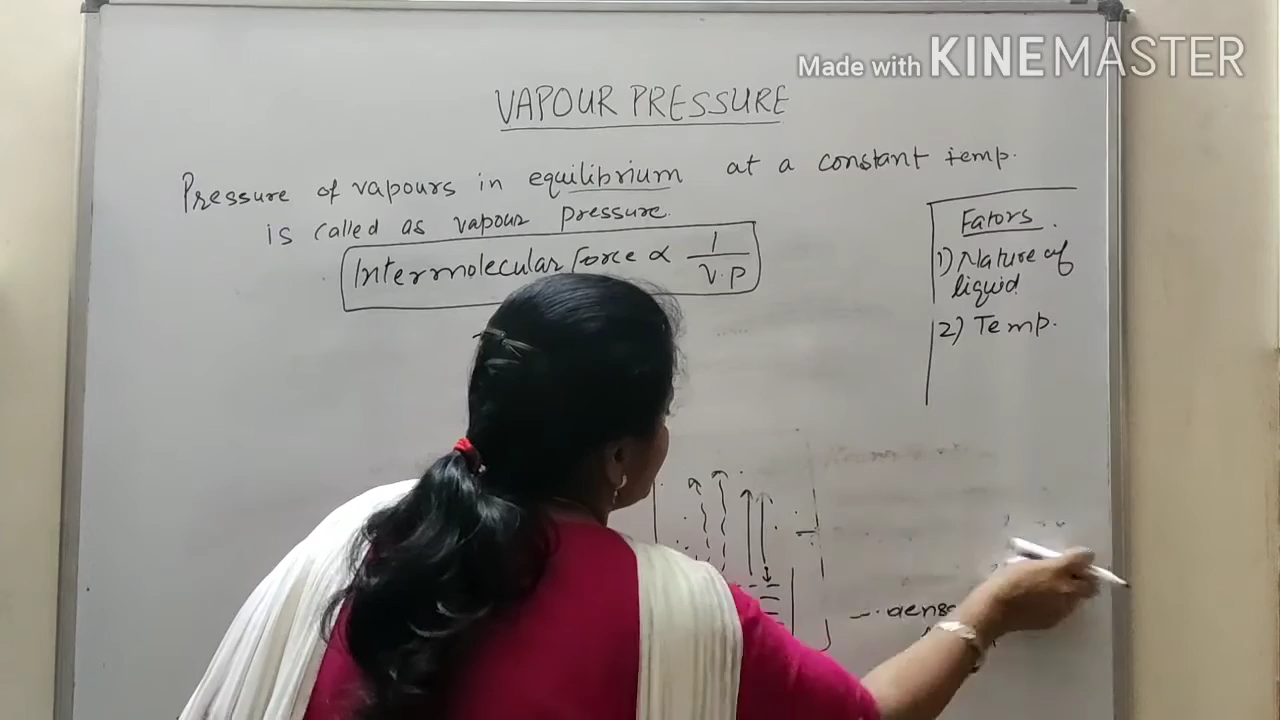 Made with KINEMASTER
VAPOUR PRESSURE
Pressure of vapours in equilibrium at a constant temp.
is called as vapour pressure.
Intermolecular force ∝ 1/V.P
Fators.
1) Nature of
liquid
2) Temp.